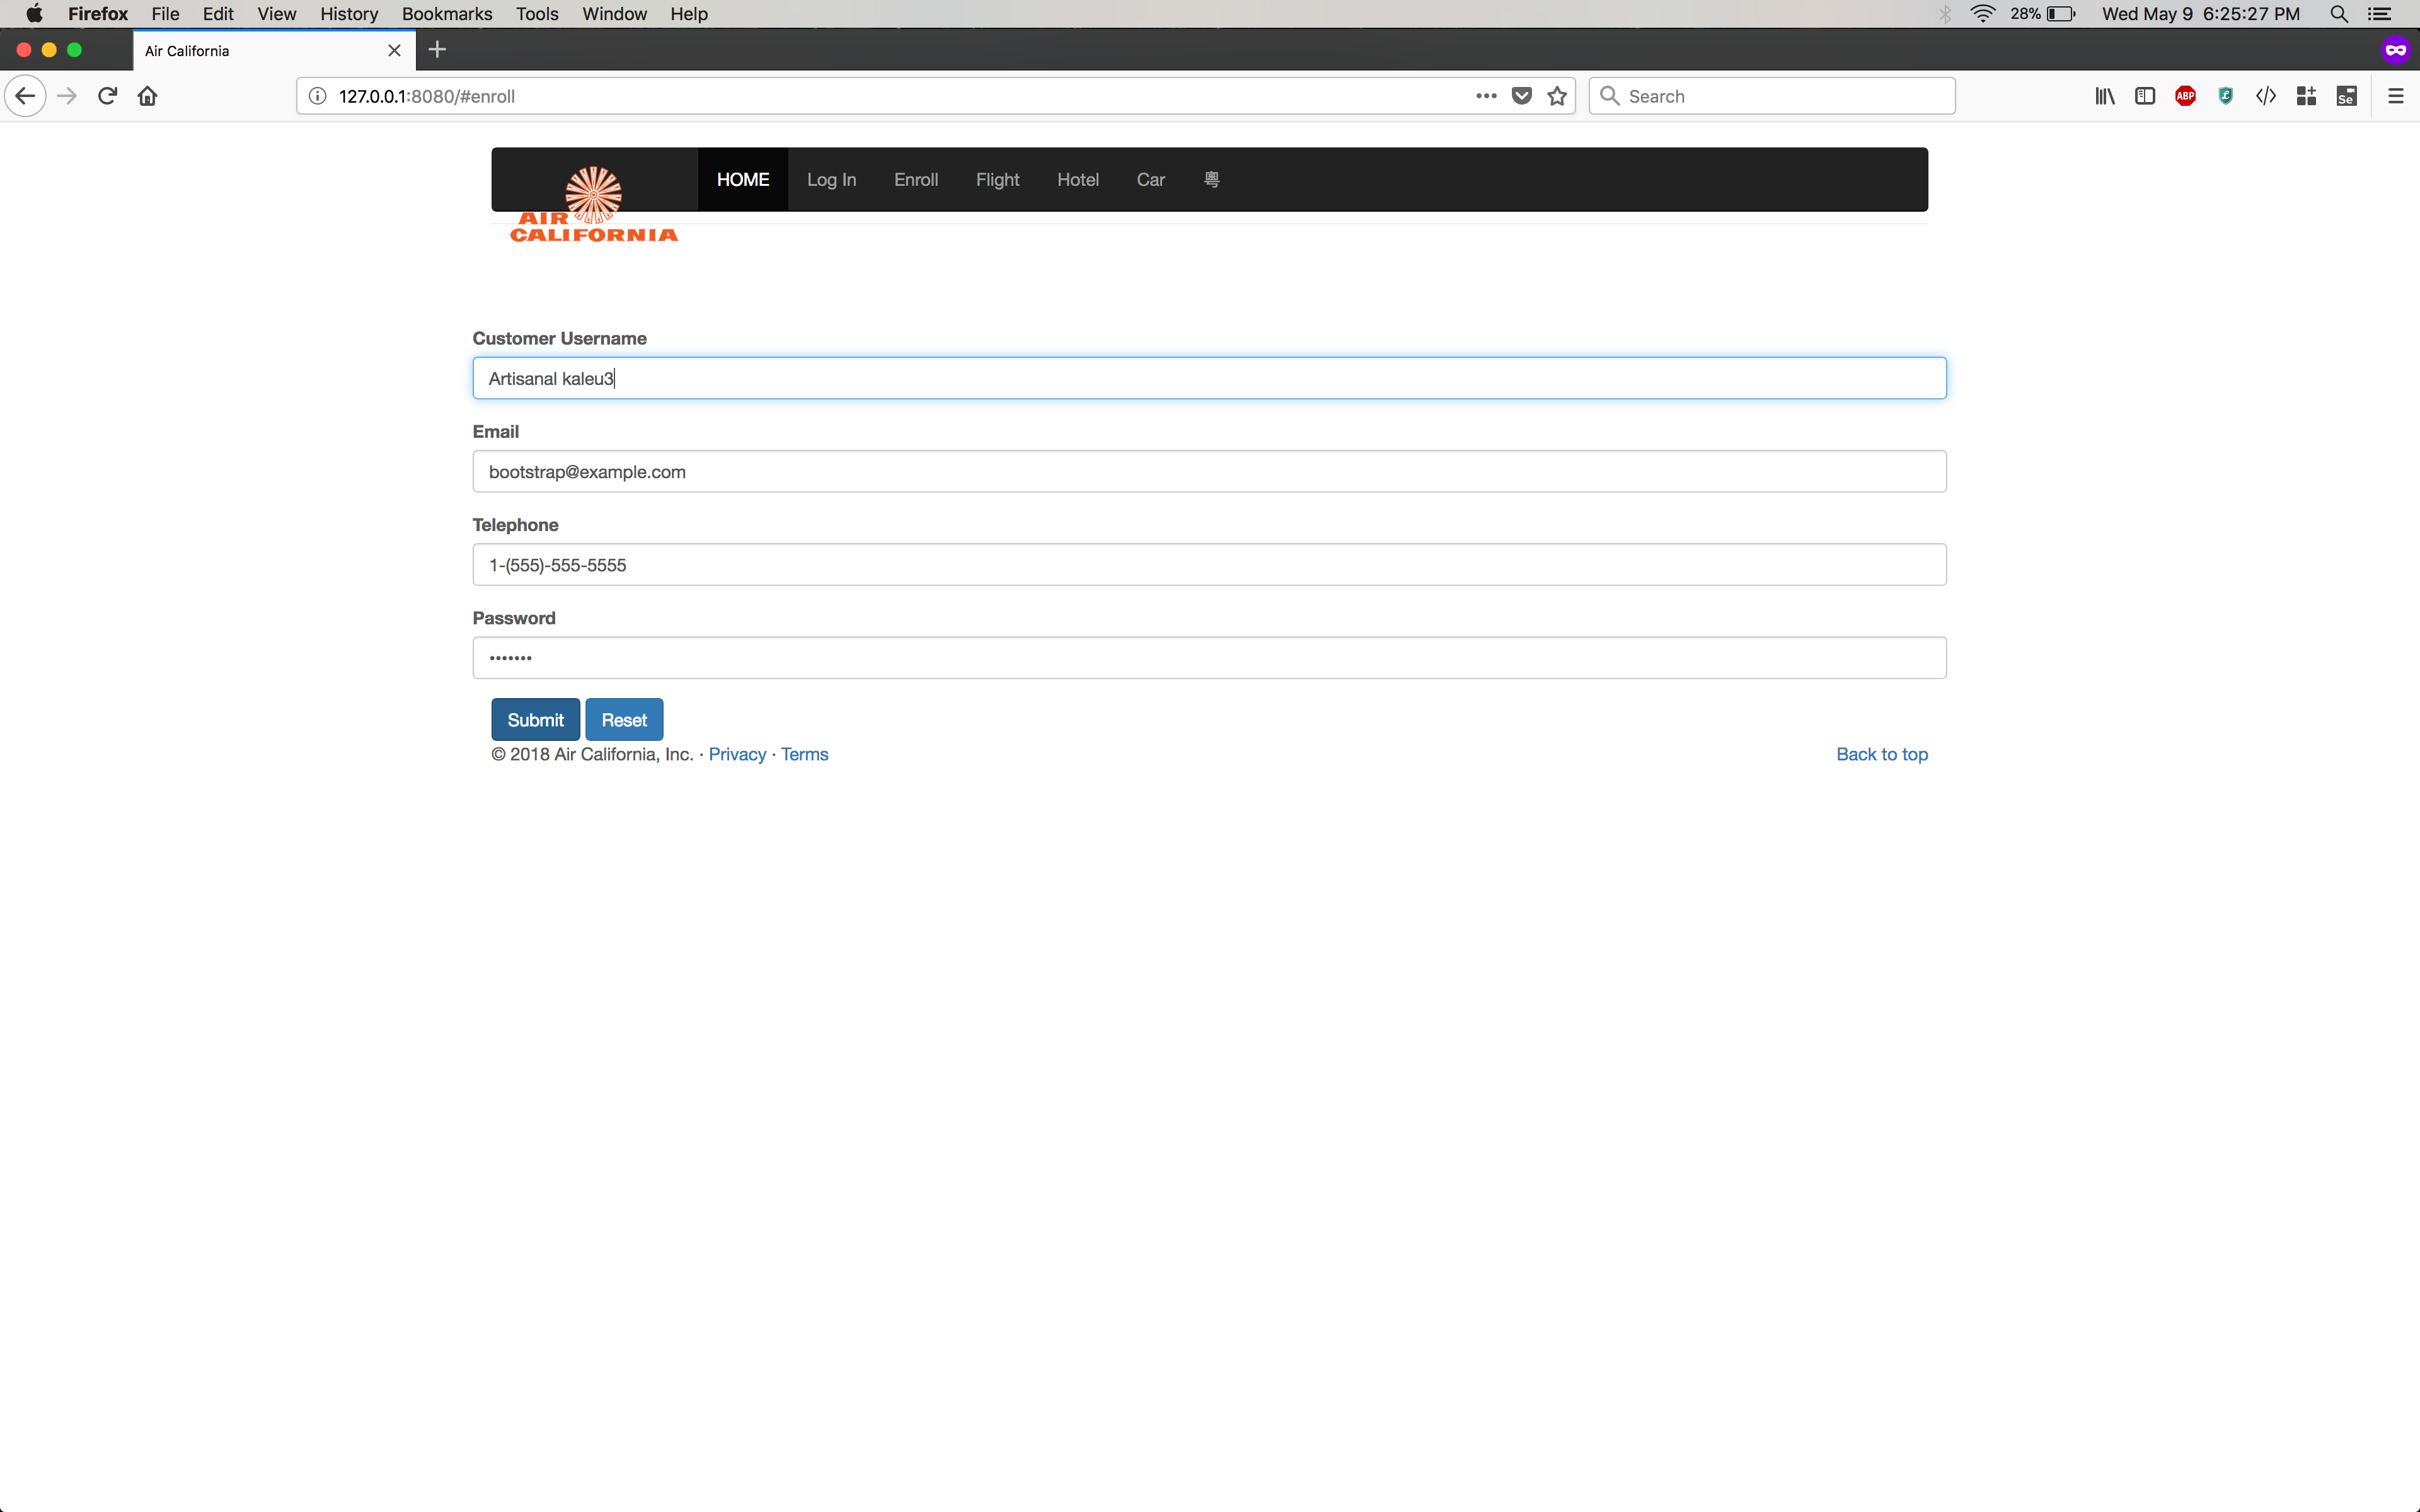 Firefox File Edit View History Bookmarks Tools Window Help 28% Wed May 9 6:25:27 PM
Air California
127.0.0.1:8080/#enroll Search ABP Se
AIR
CALIFORNIA
HOME Log In Enroll Flight Hotel Car 粵
Customer Username
Artisanal kaleu3
Email
bootstrap@example.com
Telephone
1-(555)-555-5555
Password
•••••••
Submit Reset
© 2018 Air California, Inc. · Privacy · Terms Back to top